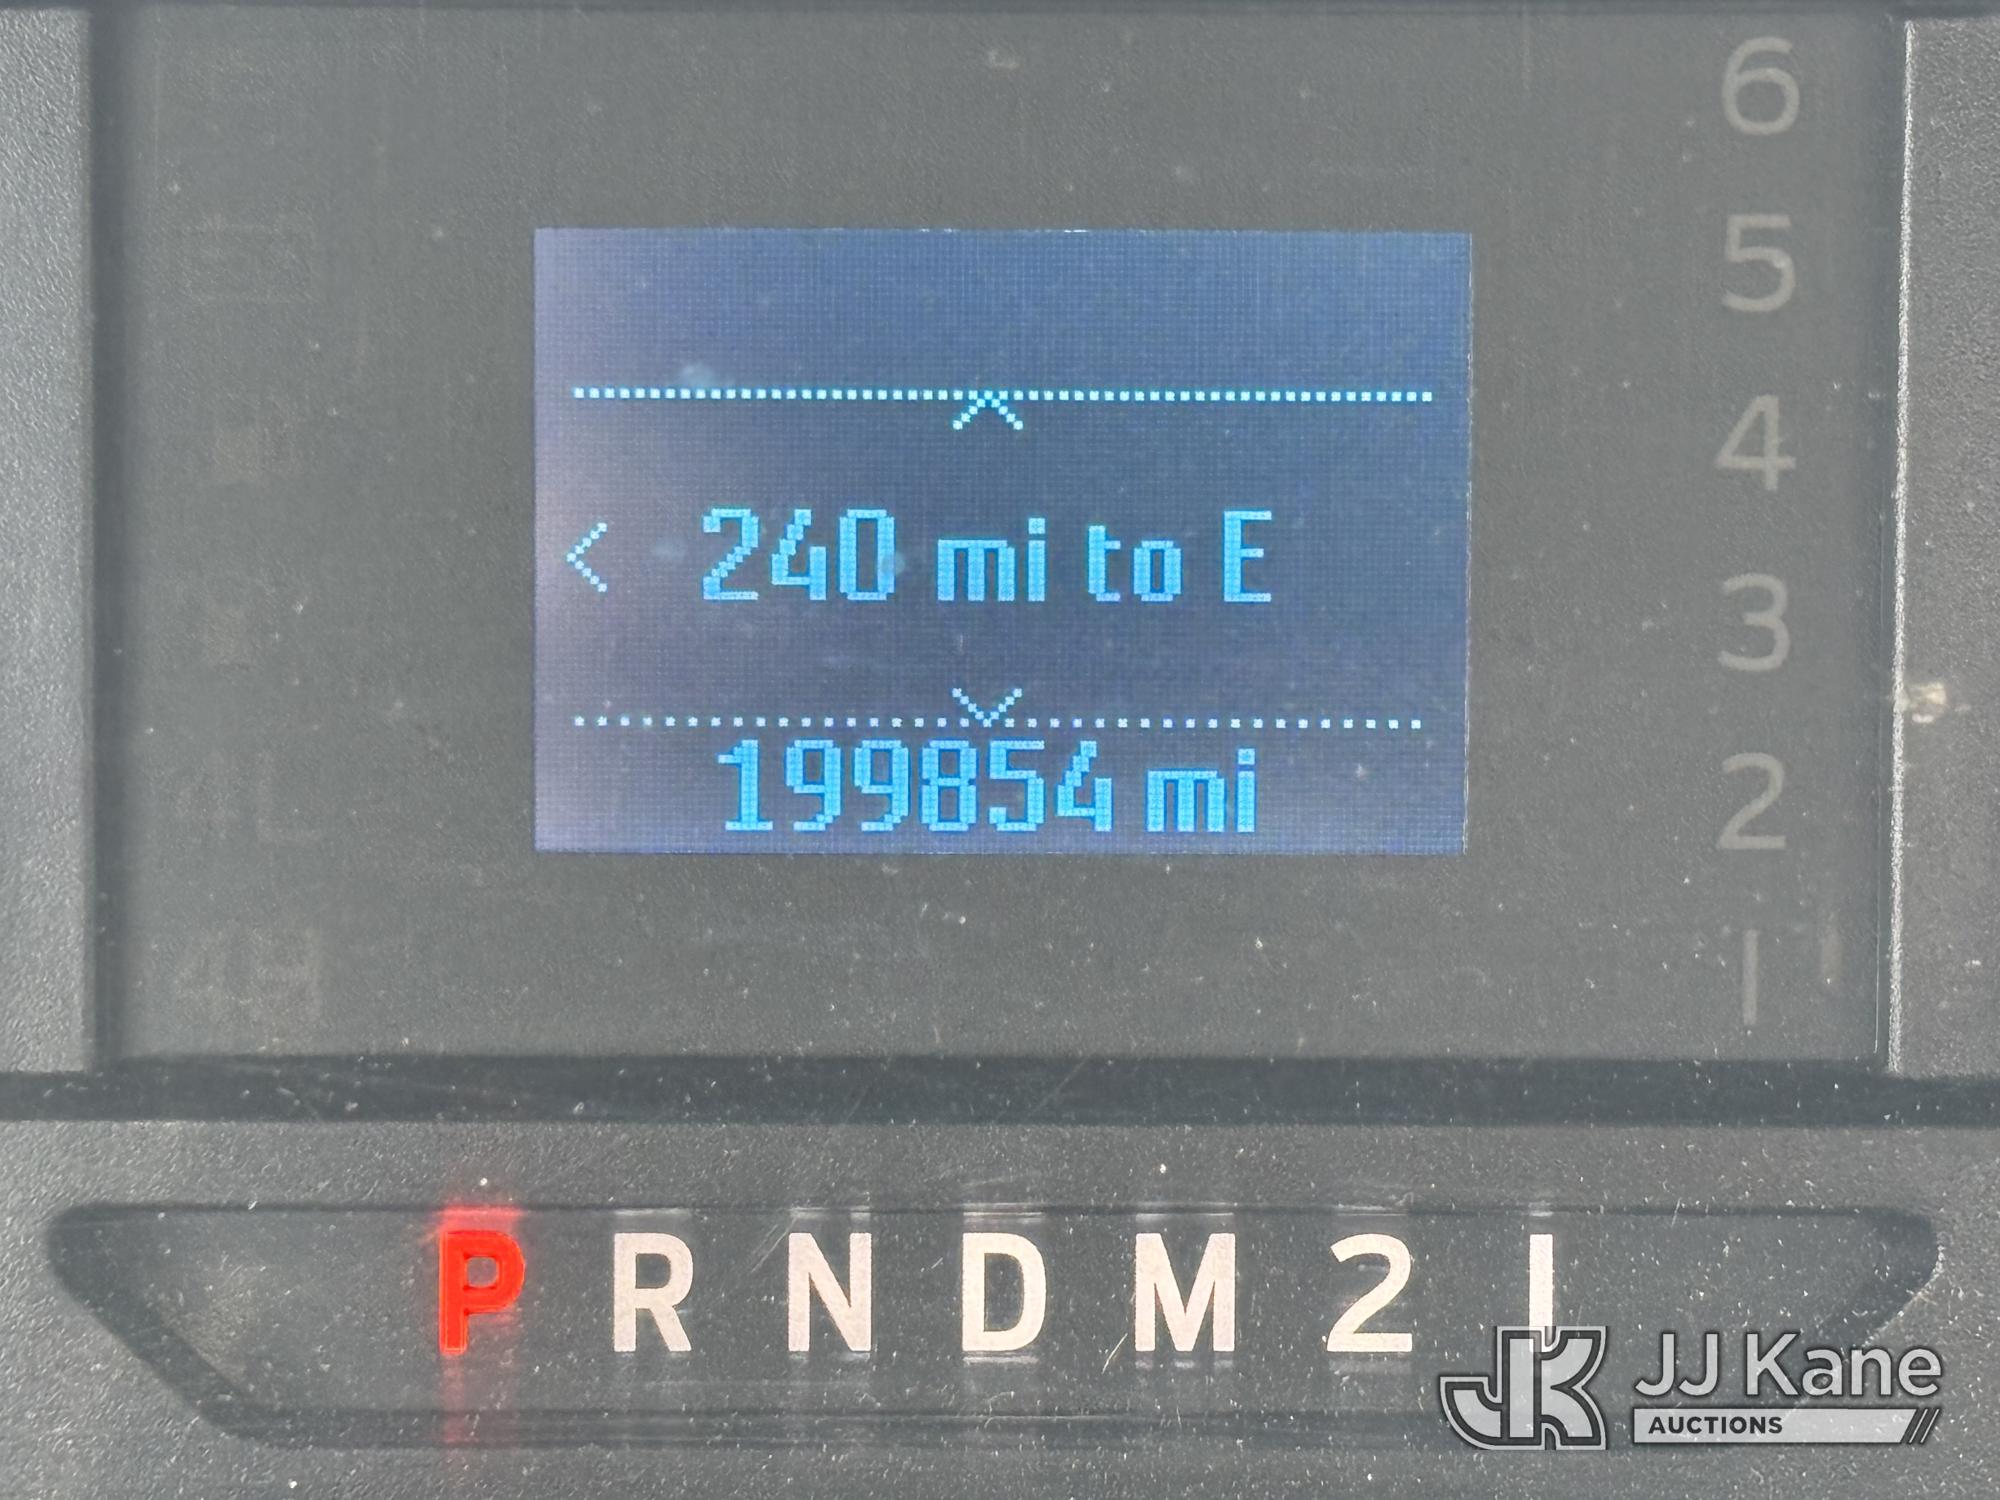 6
5
4
3
2
1
240 mi to E
199854 mi
P R N D M 2 1
JJ Kane
AUCTIONS